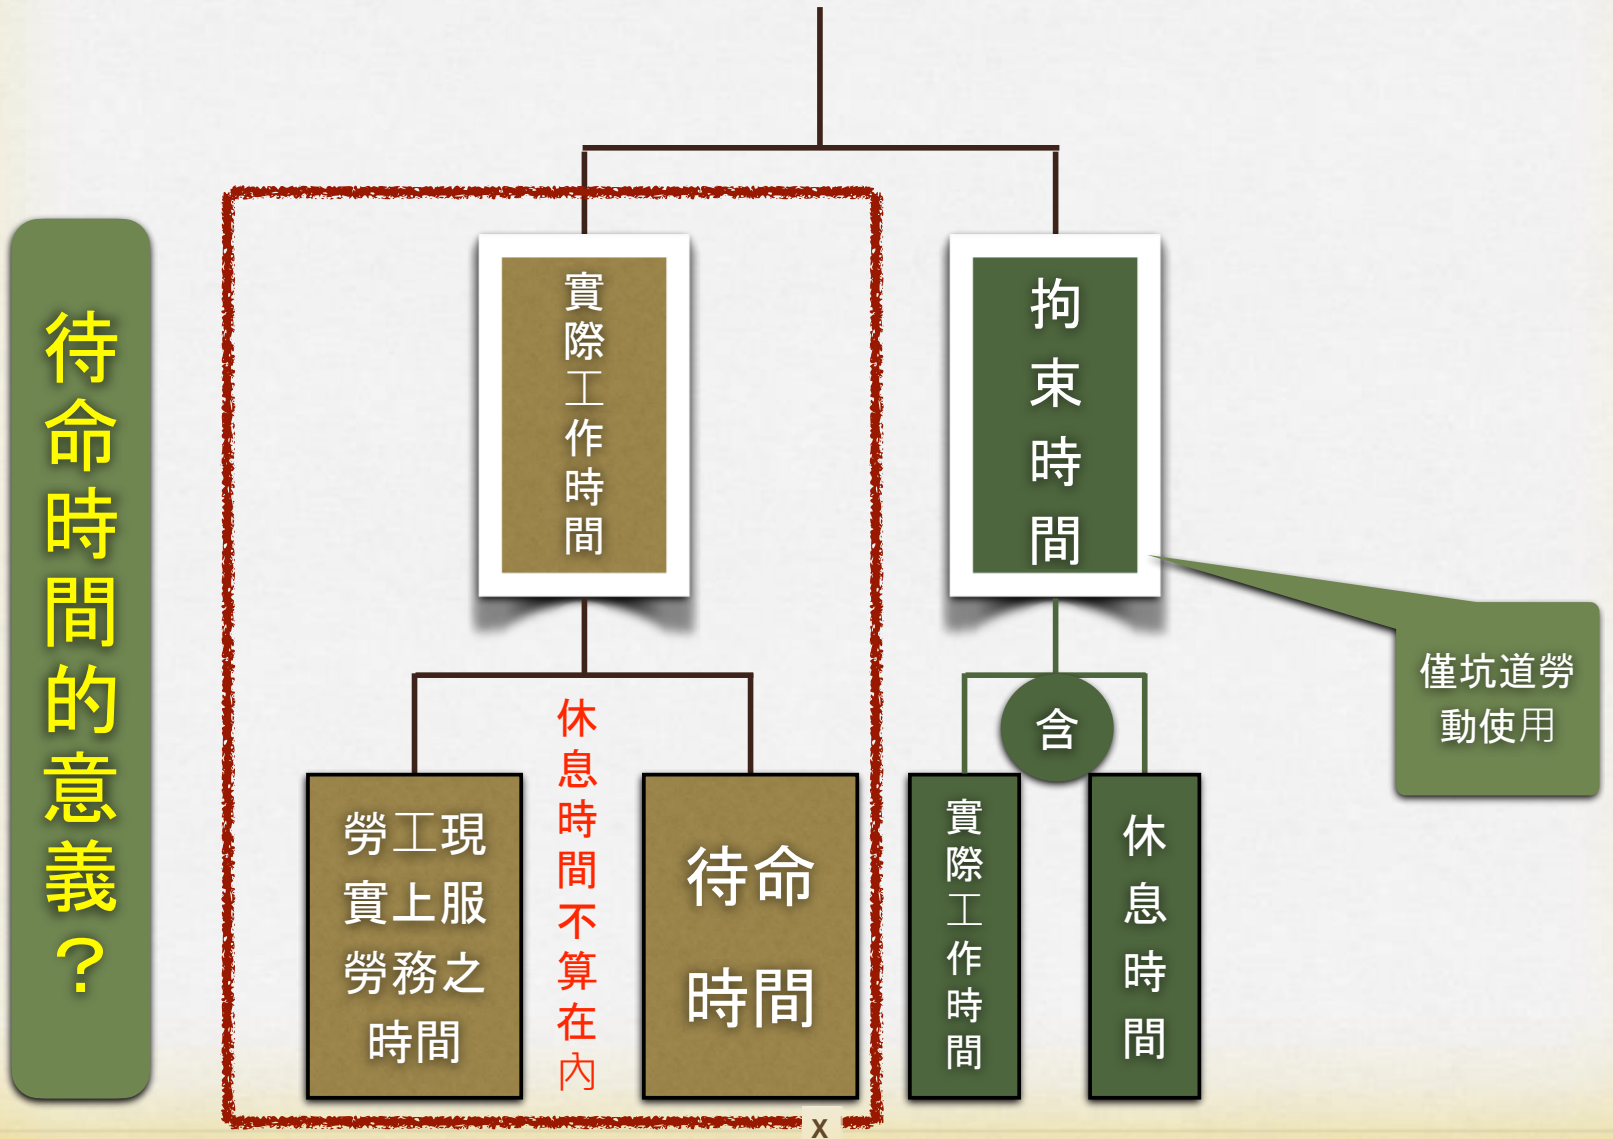 待命時間的意義？
實際工作時間
拘束時間
僅坑道勞
動使用
含
勞工現
實上服
勞務之
時間
休息時間不算在內
待命
時間
實際工作時間
休息時間
X